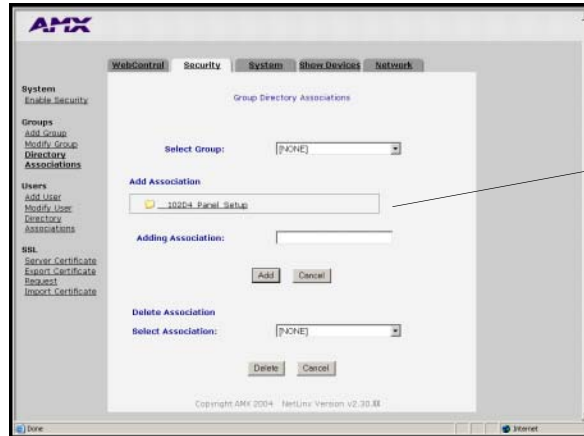 AMX
WebControl Security System Show Devices Network
System
Enable Security
Groups
Add Group
Modify Group
Directory
Associations
Users
Add User
Modify User
Directory
Associations
SSL
Server Certificate
Export Certificate
Request
Import Certificate
Group Directory Associations
Select Group: [NONE]
Add Association
__102D4_Panel_Setup
Adding Association:
Add Cancel
Delete Association
Select Association: [NONE]
Delete Cancel
Copyright AMX 2004 NetLinx Version v2.30.
Done Internet